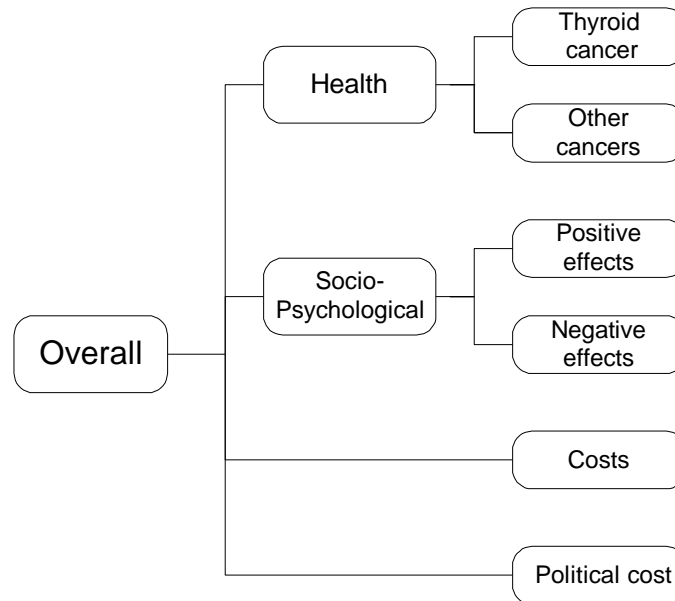 Thyroid
cancer
Health
Other
cancers
Positive
effects
Socio-
Psychological
Negative
effects
Overall
Costs
Political cost